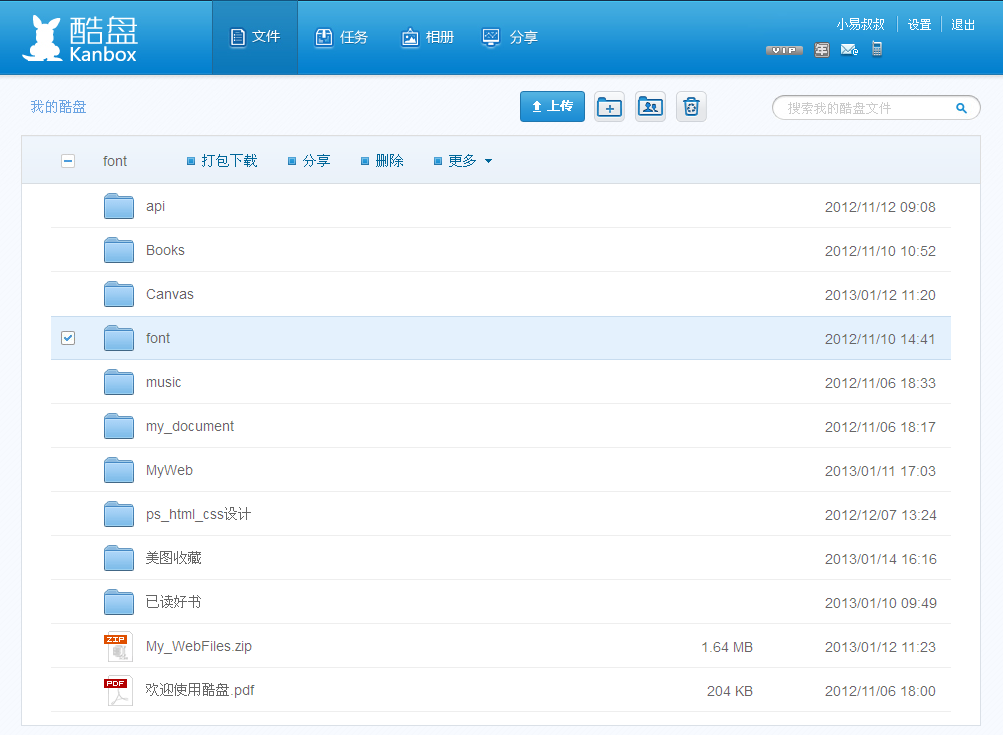 酷盘
Kanbox
文件 任务 相册 分享
小易叔叔 设置 退出
VIP 年
我的酷盘
上传
搜索我的酷盘文件
font 打包下载 分享 删除 更多
api 2012/11/12 09:08
Books 2012/11/10 10:52
Canvas 2013/01/12 11:20
font 2012/11/10 14:41
music 2012/11/06 18:33
my_document 2012/11/06 18:17
MyWeb 2013/01/11 17:03
ps_html_css设计 2012/12/07 13:24
美图收藏 2013/01/14 16:16
已读好书 2013/01/10 09:49
ZIP My_WebFiles.zip 1.64 MB 2013/01/12 11:23
PDF 欢迎使用酷盘.pdf 204 KB 2012/11/06 18:00